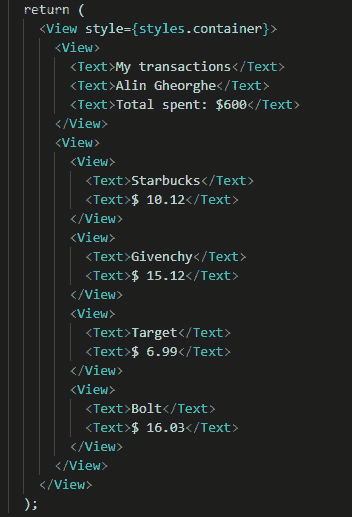 return (
<View style={styles.container}>
<View>
<Text>My transactions</Text>
<Text>Alin Gheorghe</Text>
<Text>Total spent: $600</Text>
</View>
<View>
<View>
<Text>Starbucks</Text>
<Text>$ 10.12</Text>
</View>
<View>
<Text>Givenchy</Text>
<Text>$ 15.12</Text>
</View>
<View>
<Text>Target</Text>
<Text>$ 6.99</Text>
</View>
<View>
<Text>Bolt</Text>
<Text>$ 16.03</Text>
</View>
</View>
</View>
);